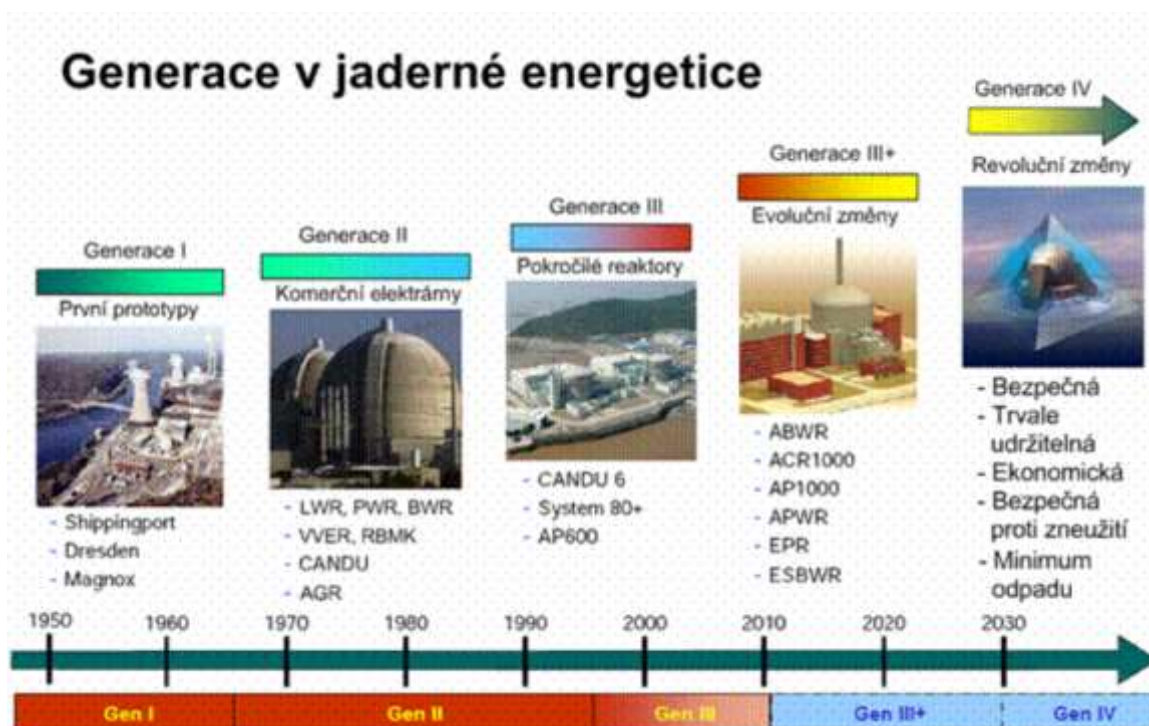 Generace v jaderné energetice
Generace I
První prototypy
- Shippingport
- Dresden
- Magnox
Generace II
Komerční elektrárny
- LWR, PWR, BWR
- VVER, RBMK
- CANDU
- AGR
Generace III
Pokročilé reaktory
- CANDU 6
- System 80+
- AP600
Generace III+
Evoluční změny
- ABWR
- ACR1000
- AP1000
- APWR
- EPR
- ESBWR
Generace IV
Revoluční změny
- Bezpečná
- Trvale
udržitelná
- Ekonomická
- Bezpečná
proti zneužití
- Minimum
odpadu
1950 1960 1970 1980 1990 2000 2010 2020 2030
Gen I Gen II Gen III Gen III+ Gen IV